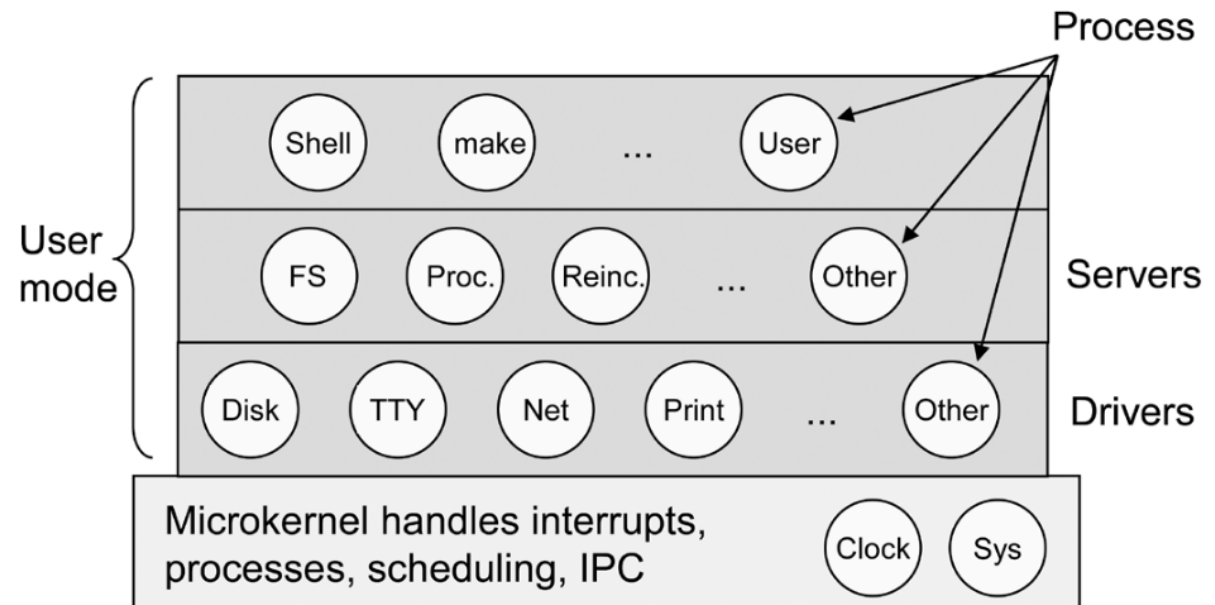 Process
Shell make ... User
User
mode
FS Proc. Reinc. ... Other
Servers
Disk TTY Net Print ... Other
Drivers
Microkernel handles interrupts,
processes, scheduling, IPC
Clock Sys